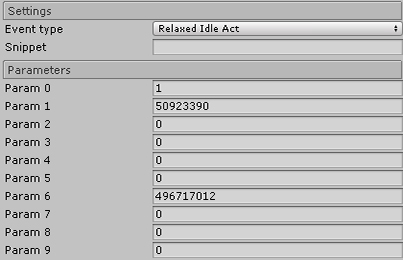 Settings
Event type Relaxed Idle Act
Snippet
Parameters
Param 0 1
Param 1 50923390
Param 2 0
Param 3 0
Param 4 0
Param 5 0
Param 6 496717012
Param 7 0
Param 8 0
Param 9 0